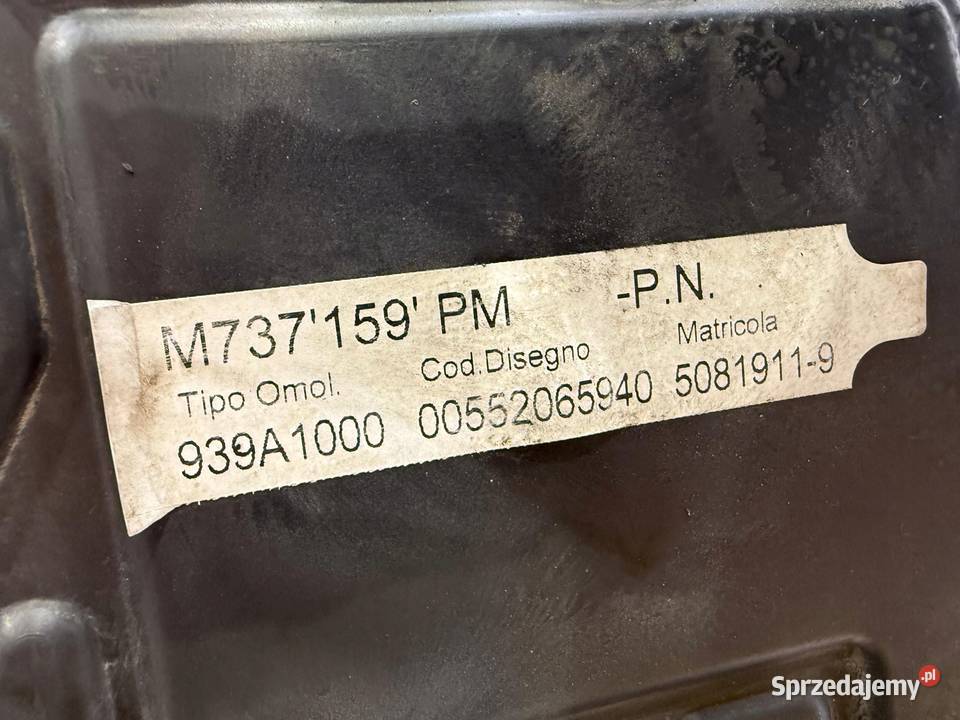 M737'159' PM -P.N.
Tipo Omol. Cod.Disegno Matricola
939A1000 00552065940 5081911-9
Sprzedajemy.pl